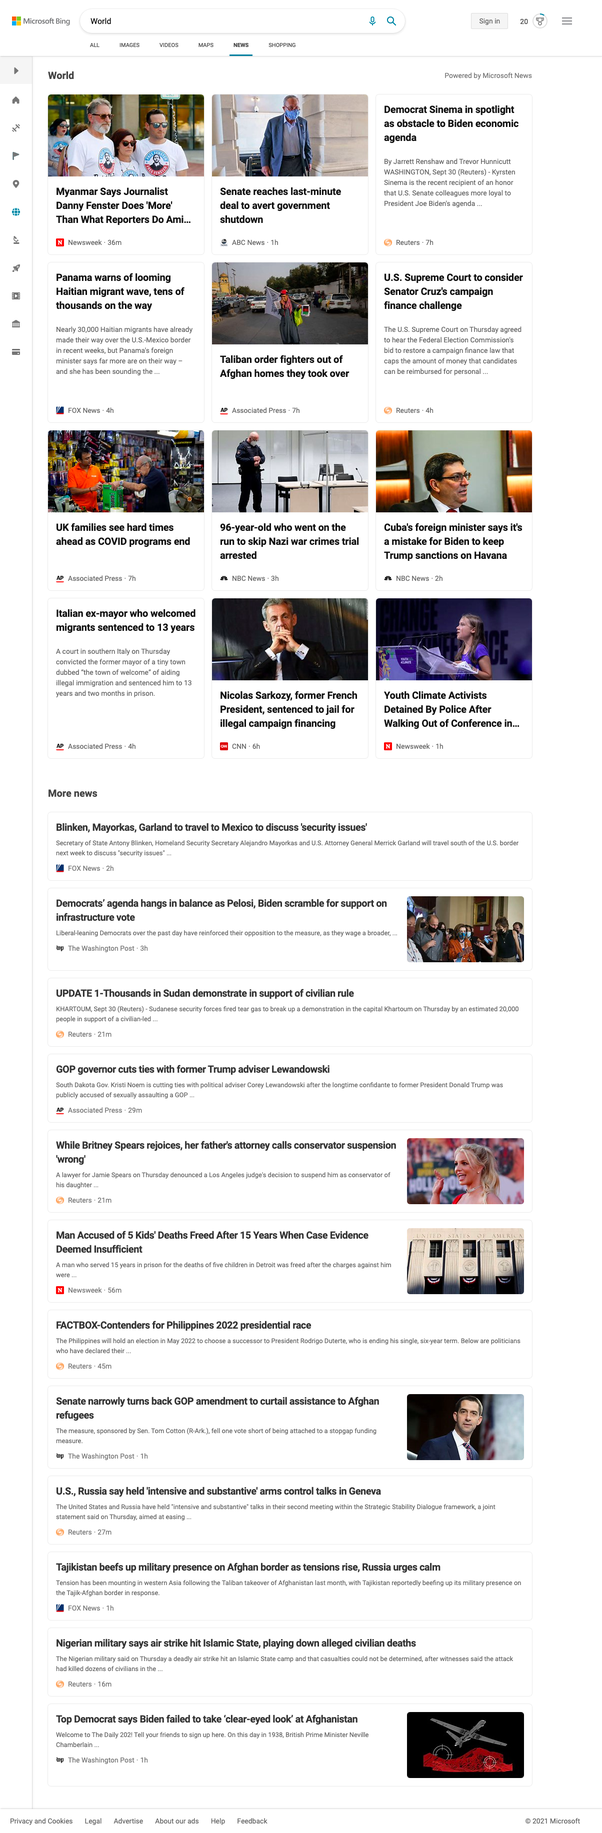 Microsoft Bing
World
Sign in
20
ALL
IMAGES
VIDEOS
MAPS
NEWS
SHOPPING
World
Powered by Microsoft News
Myanmar Says Journalist
Danny Fenster Does 'More'
Than What Reporters Do Ami...
Newsweek · 36m
Senate reaches last-minute
deal to avert government
shutdown
ABC News · 1h
Democrat Sinema in spotlight
as obstacle to Biden economic
agenda
By Jarrett Renshaw and Trevor Hunnicutt
WASHINGTON, Sept 30 (Reuters) - Kyrsten
Sinema is the recent recipient of an honor
that U.S. Senate colleagues more loyal to
President Joe Biden's agenda ...
Reuters · 7h
Panama warns of looming
Haitian migrant wave, tens of
thousands on the way
Nearly 30,000 Haitian migrants have already
made their way over the U.S.-Mexico border
in recent weeks, but Panama's foreign
minister says far more are on their way –
and she has been sounding the ...
FOX News · 4h
Taliban order fighters out of
Afghan homes they took over
Associated Press · 7h
U.S. Supreme Court to consider
Senator Cruz's campaign
finance challenge
The U.S. Supreme Court on Thursday agreed
to hear the Federal Election Commission's
bid to restore a campaign finance law that
caps the amount of money that candidates
can be reimbursed for personal ...
Reuters · 4h
UK families see hard times
ahead as COVID programs end
Associated Press · 7h
96-year-old who went on the
run to skip Nazi war crimes trial
arrested
NBC News · 3h
Cuba's foreign minister says it's
a mistake for Biden to keep
Trump sanctions on Havana
NBC News · 2h
Italian ex-mayor who welcomed
migrants sentenced to 13 years
A court in southern Italy on Thursday
convicted the former mayor of a tiny town
dubbed "the town of welcome" of aiding
illegal immigration and sentenced him to 13
years and two months in prison.
Associated Press · 4h
Nicolas Sarkozy, former French
President, sentenced to jail for
illegal campaign financing
CNN · 6h
Youth Climate Activists
Detained By Police After
Walking Out of Conference in...
Newsweek · 1h
More news
Blinken, Mayorkas, Garland to travel to Mexico to discuss 'security issues'
Secretary of State Antony Blinken, Homeland Security Secretary Alejandro Mayorkas and U.S. Attorney General Merrick Garland will travel south of the U.S. border
next week to discuss "security issues" ...
FOX News · 2h
Democrats' agenda hangs in balance as Pelosi, Biden scramble for support on
infrastructure vote
Liberal-leaning Democrats over the past day have reinforced their opposition to the measure, as they wage a broader, ...
The Washington Post · 3h
UPDATE 1-Thousands in Sudan demonstrate in support of civilian rule
KHARTOUM, Sept 30 (Reuters) - Sudanese security forces fired tear gas to break up a demonstration in the capital Khartoum on Thursday by an estimated 20,000
people in support of a civilian-led ...
Reuters · 21m
GOP governor cuts ties with former Trump adviser Lewandowski
South Dakota Gov. Kristi Noem is cutting ties with political adviser Corey Lewandowski after the longtime confidante to former President Donald Trump was
publicly accused of sexually assaulting a GOP ...
Associated Press · 29m
While Britney Spears rejoices, her father's attorney calls conservator suspension
'wrong'
A lawyer for Jamie Spears on Thursday denounced a Los Angeles judge's decision to suspend him as conservator of
his daughter ...
Reuters · 21m
Man Accused of 5 Kids' Deaths Freed After 15 Years When Case Evidence
Deemed Insufficient
A man who served 15 years in prison for the deaths of five children in Detroit was freed after the charges against him
were ...
Newsweek · 56m
FACTBOX-Contenders for Philippines 2022 presidential race
The Philippines will hold an election in May 2022 to choose a successor to President Rodrigo Duterte, who is ending his single, six-year term. Below are politicians
who have declared their ...
Reuters · 45m
Senate narrowly turns back GOP amendment to curtail assistance to Afghan
refugees
The measure, sponsored by Sen. Tom Cotton (R-Ark.), fell one vote short of being attached to a stopgap funding
measure.
The Washington Post · 1h
U.S., Russia say held 'intensive and substantive' arms control talks in Geneva
The United States and Russia have held "intensive and substantive" talks in their second meeting within the Strategic Stability Dialogue framework, a joint
statement said on Thursday, aimed at easing ...
Reuters · 27m
Tajikistan beefs up military presence on Afghan border as tensions rise, Russia urges calm
Tension has been mounting in western Asia following the Taliban takeover of Afghanistan last month, with Tajikistan reportedly beefing up its military presence on
the Tajik-Afghan border in response.
FOX News · 1h
Nigerian military says air strike hit Islamic State, playing down alleged civilian deaths
The Nigerian military said on Thursday a deadly air strike hit an Islamic State camp and that casualties could not be determined, after witnesses said the attack
had killed dozens of civilians in the ...
Reuters · 16m
Top Democrat says Biden failed to take 'clear-eyed look' at Afghanistan
Welcome to The Daily 202! Tell your friends to sign up here. On this day in 1938, British Prime Minister Neville
Chamberlain ...
The Washington Post · 1h
Privacy and Cookies
Legal
Advertise
About our ads
Help
Feedback
© 2021 Microsoft